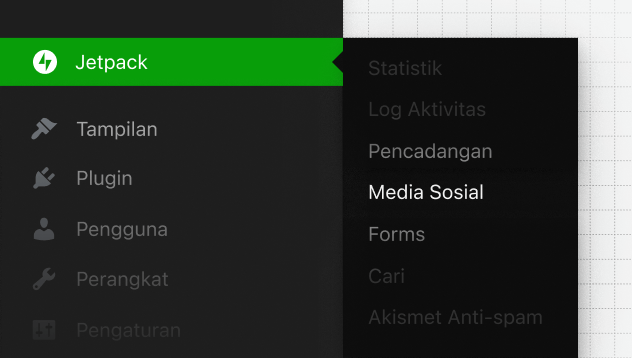 Jetpack
Tampilan
Plugin
Pengguna
Perangkat
Pengaturan
Statistik
Log Aktivitas
Pencadangan
Media Sosial
Forms
Cari
Akismet Anti-spam